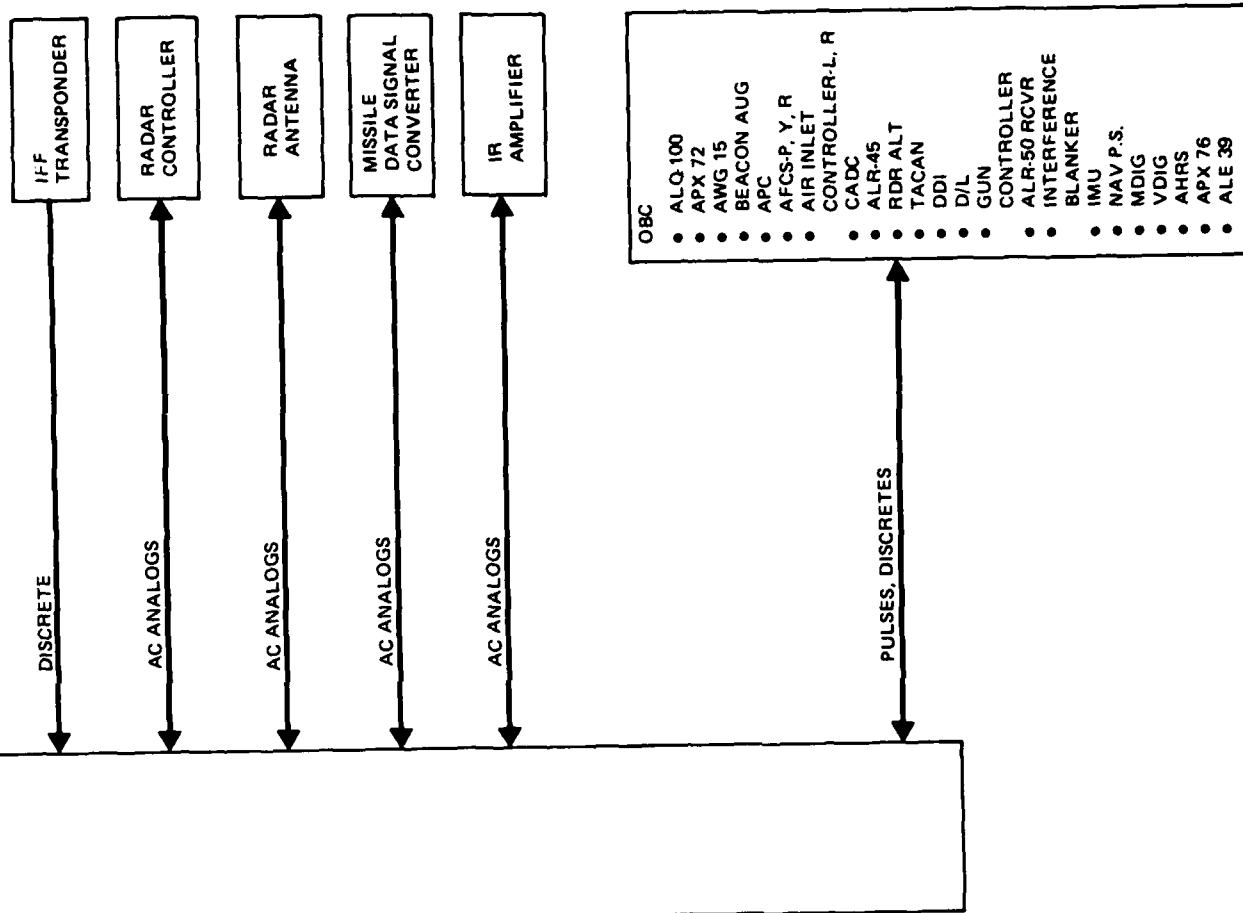 IFF
TRANSPONDER
DISCRETE
RADAR
CONTROLLER
AC ANALOGS
RADAR
ANTENNA
AC ANALOGS
MISSILE
DATA SIGNAL
CONVERTER
AC ANALOGS
IR
AMPLIFIER
AC ANALOGS
OBC
• ALQ-100
• APX 72
• AWG 15
• BEACON AUG
• APC
• AFCS-P, Y, R
• AIR INLET
CONTROLLER-L, R
• CADC
• ALR-45
• RDR ALT
• TACAN
• DDI
• D/L
• GUN
CONTROLLER
• ALR-50 RCVR
• INTERFERENCE
BLANKER
• IMU
• NAV P.S.
• MDIG
• VDIG
• AHRS
• APX 76
• ALE 39
PULSES, DISCRETES